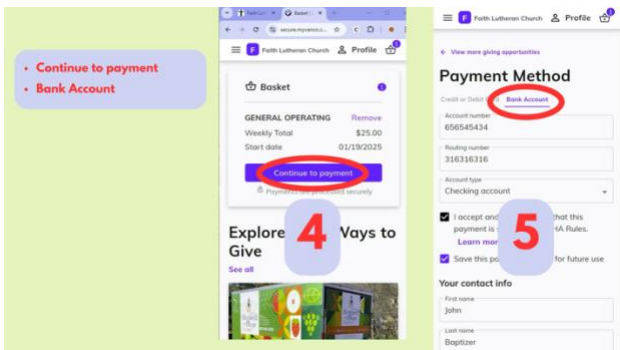 • Continue to payment
• Bank Account
secure.myvanco.c...
Faith Lutheran Church
Profile
Basket
GENERAL OPERATING Remove
Weekly Total $25.00
Start date 01/19/2025
Continue to payment
Payments are processed securely
4
Explore Ways to
Give
See all
Faith Lutheran Church
Profile
View more giving opportunities
Payment Method
Credit or Debit Bank Account
Account number
656545434
Routing number
316316316
Account type
Checking account
I accept and that this
payment is HA Rules.
Learn mor
5
Save this for future use
Your contact info
First name
John
Last name
Baptizer